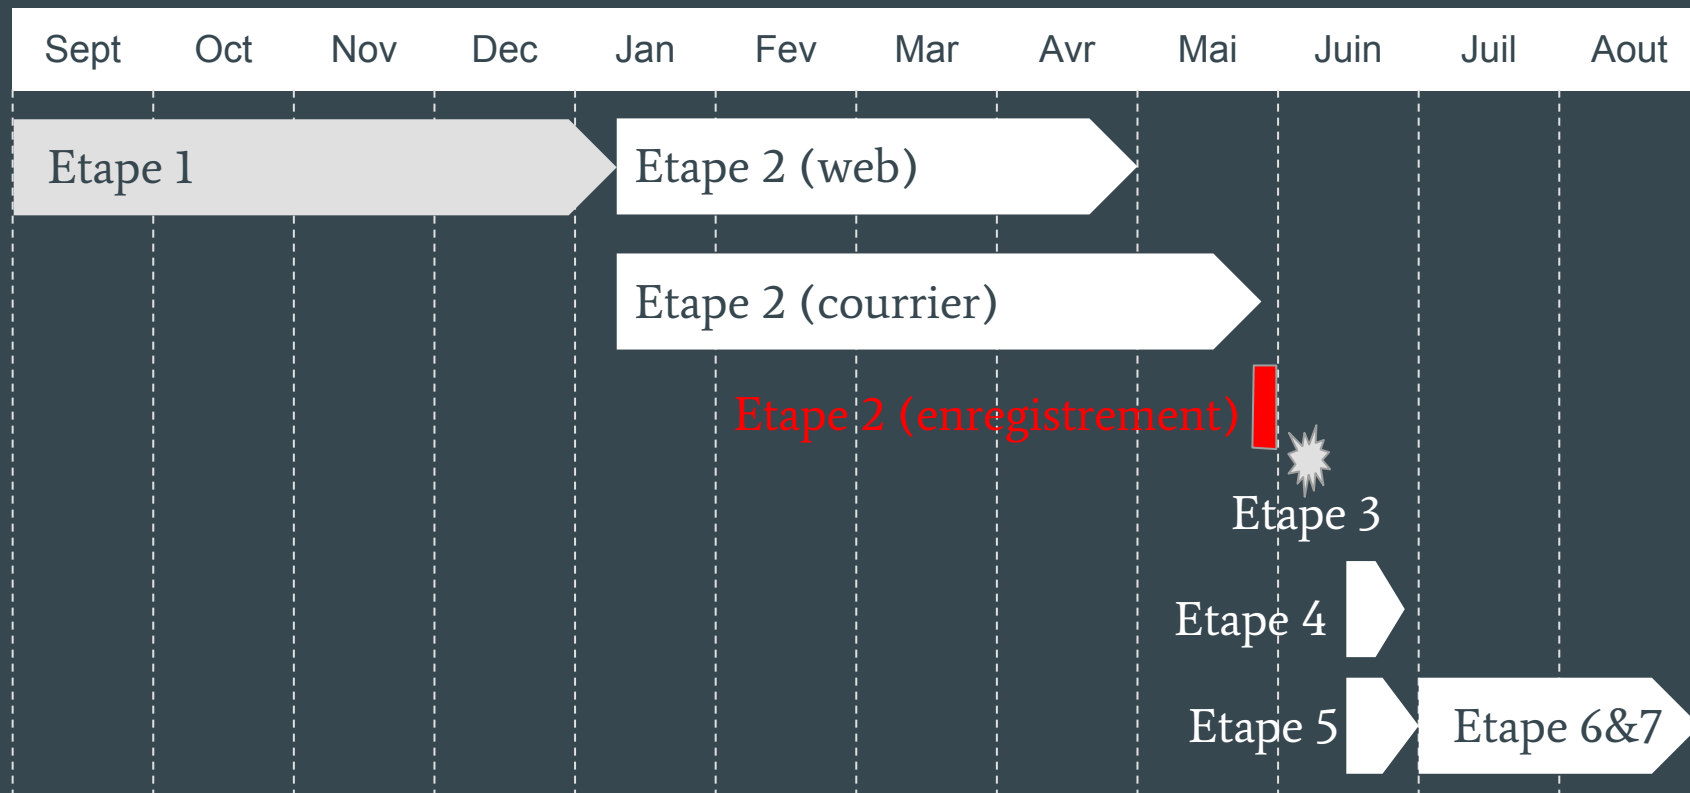 Sept Oct Nov Dec Jan Fev Mar Avr Mai Juin Juil Aout
Etape 1
Etape 2 (web)
Etape 2 (courrier)
Etape 2 (enregistrement)
Etape 3
Etape 4
Etape 5
Etape 6&7